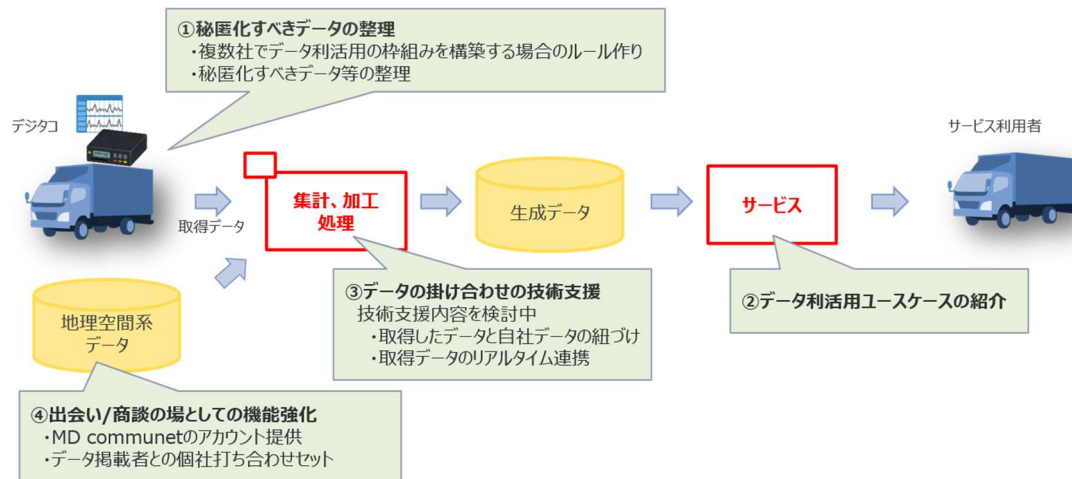 ①秘匿化すべきデータの整理
・複数社でデータ利活用の枠組みを構築する場合のルール作り
・秘匿化すべきデータ等の整理
デジタコ
サービス利用者
取得データ
集計、加工
処理
生成データ
サービス
地理空間系
データ
③データの掛け合わせの技術支援
技術支援内容を検討中
・取得したデータと自社データの紐づけ
・取得データのリアルタイム連携
②データ利活用ユースケースの紹介
④出会い/商談の場としての機能強化
・MD communetのアカウント提供
・データ掲載者との個社打ち合わせセット